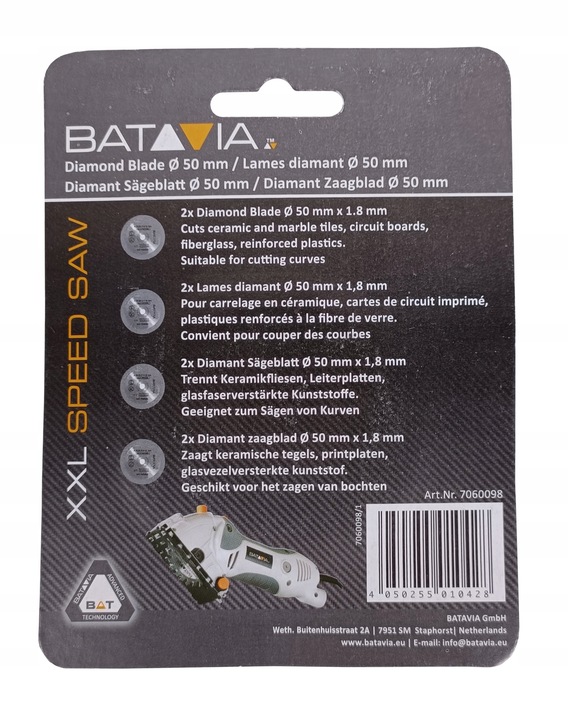 BATAVIA™
Diamond Blade Ø 50 mm / Lames diamant Ø 50 mm
Diamant Sägeblatt Ø 50 mm / Diamant Zaagblad Ø 50 mm
XXL SPEED SAW
2x Diamond Blade Ø 50 mm x 1.8 mm
Cuts ceramic and marble tiles, circuit boards,
fiberglass, reinforced plastics.
Suitable for cutting curves
2x Lames diamant Ø 50 mm x 1,8 mm
Pour carrelage en céramique, cartes de circuit imprimé,
plastiques renforcés à la fibre de verre.
Convient pour couper des courbes
2x Diamant Sägeblatt Ø 50 mm x 1,8 mm
Trennt Keramikfliesen, Leiterplatten,
glasfaserverstärkte Kunststoffe.
Geeignet zum Sägen von Kurven
2x Diamant zaagblad Ø 50 mm x 1,8 mm
Zaagt keramische tegels, printplaten,
glasvezelversterkte kunststof.
Geschikt voor het zagen van bochten
Art.Nr. 7060098
7060098/1
BATAVIA
4 050255 010428
BATAVIA
ADVANCED
BAT
TECHNOLOGY
BATAVIA GmbH
Weth. Buitenhuisstraat 2A | 7951 SM Staphorst| Netherlands
www.batavia.eu | E-mail: info@batavia.eu